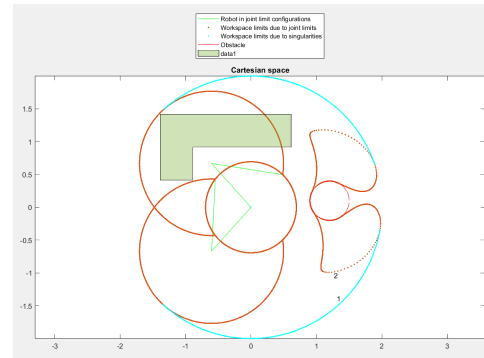 Robot in joint limit configurations
Workspace limits due to joint limits
Workspace limits due to singularities
Obstacle
data1
Cartesian space
1.5
1
0.5
0
-0.5
-1
-1.5
2
1
-3
-2
-1
0
1
2
3